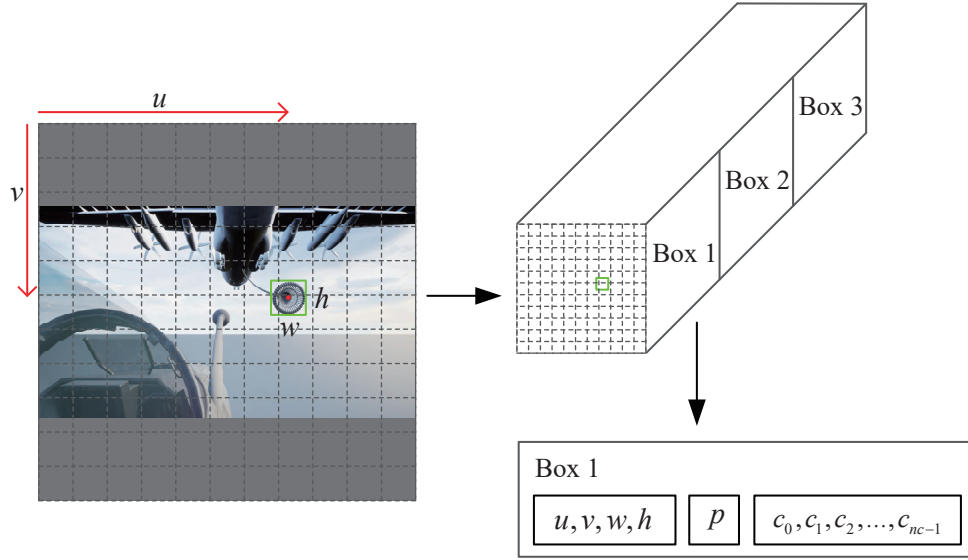 u
v
h
w
Box 3
Box 2
Box 1
Box 1
u, v, w, h
p
c₀, c₁, c₂, ..., cₙc₋₁